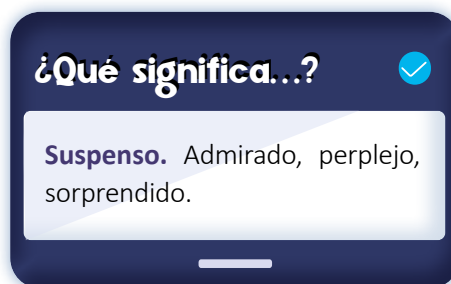 ¿Qué significa...?
Suspenso. Admirado, perplejo,
sorprendido.